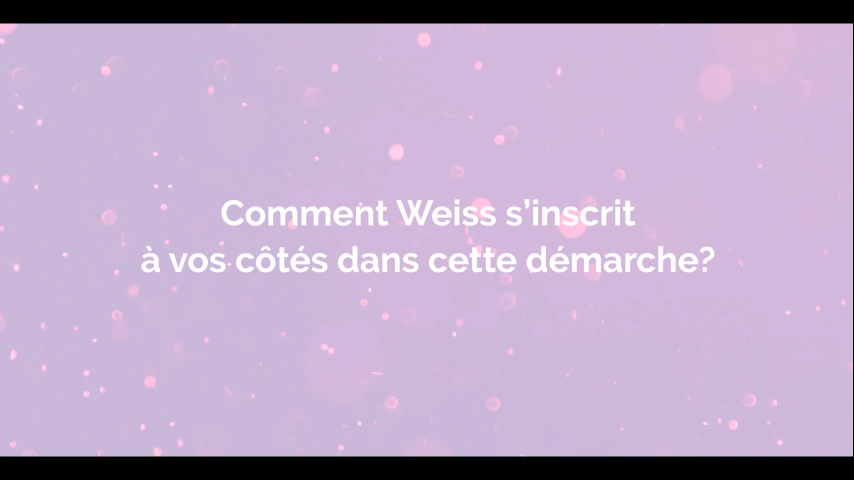 Comment Weiss s’inscrit
à vos côtés dans cette démarche?